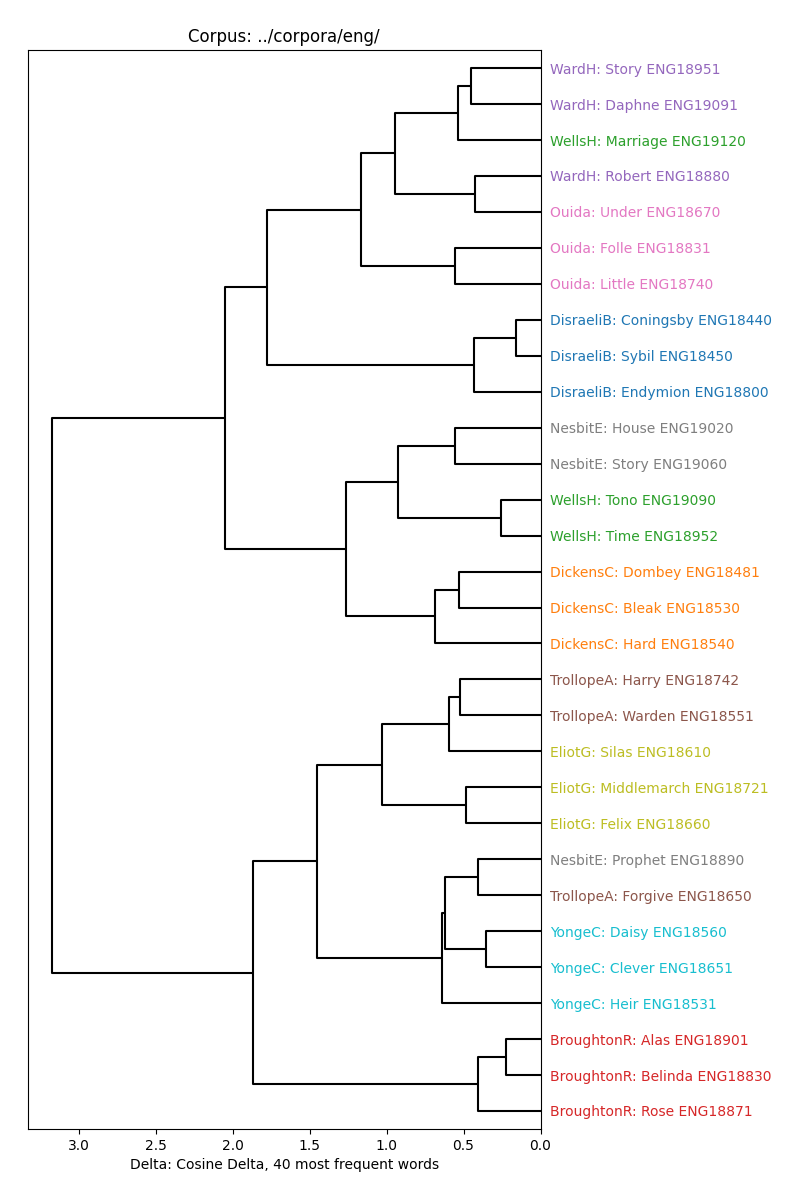 Corpus: ../corpora/eng/
WardH: Story ENG18951
WardH: Daphne ENG19091
WellsH: Marriage ENG19120
WardH: Robert ENG18880
Ouida: Under ENG18670
Ouida: Folle ENG18831
Ouida: Little ENG18740
DisraeliB: Coningsby ENG18440
DisraeliB: Sybil ENG18450
DisraeliB: Endymion ENG18800
NesbitE: House ENG19020
NesbitE: Story ENG19060
WellsH: Tono ENG19090
WellsH: Time ENG18952
DickensC: Dombey ENG18481
DickensC: Bleak ENG18530
DickensC: Hard ENG18540
TrollopeA: Harry ENG18742
TrollopeA: Warden ENG18551
EliotG: Silas ENG18610
EliotG: Middlemarch ENG18721
EliotG: Felix ENG18660
NesbitE: Prophet ENG18890
TrollopeA: Forgive ENG18650
YongeC: Daisy ENG18560
YongeC: Clever ENG18651
YongeC: Heir ENG18531
BroughtonR: Alas ENG18901
BroughtonR: Belinda ENG18830
BroughtonR: Rose ENG18871
3.0 2.5 2.0 1.5 1.0 0.5 0.0
Delta: Cosine Delta, 40 most frequent words